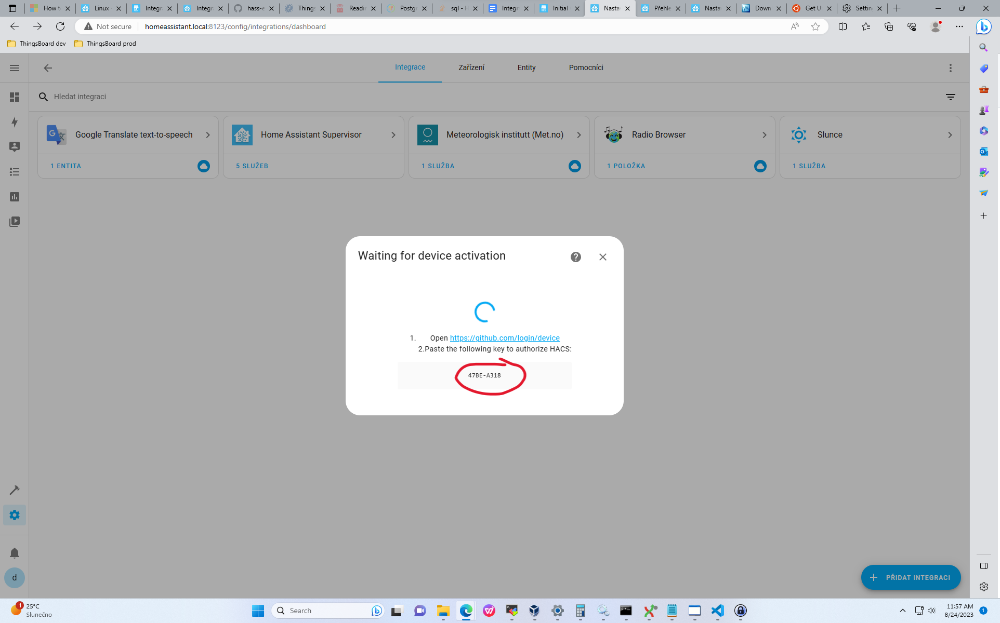 How t
Linux
Integr
Integr
hass-e
Things
Readin
Postgr
sql - H
Integr
Initial
Nasta
Přehle
Nasta
Down
Get U
Settin
Not secure
homeassistant.local:8123/config/integrations/dashboard
ThingsBoard dev
ThingsBoard prod
Integrace
Zařízení
Entity
Pomocníci
Hledat integraci
Google Translate text-to-speech
Home Assistant Supervisor
Meteorologisk institutt (Met.no)
Radio Browser
Slunce
1 ENTITA
5 SLUŽEB
1 SLUŽBA
1 POLOŽKA
1 SLUŽBA
Waiting for device activation
1. Open https://github.com/login/device
2.Paste the following key to authorize HACS:
47BE-A318
d
PŘIDAT INTEGRACI
1
25°C
Slunečno
Search
11:57 AM
8/24/2023
1